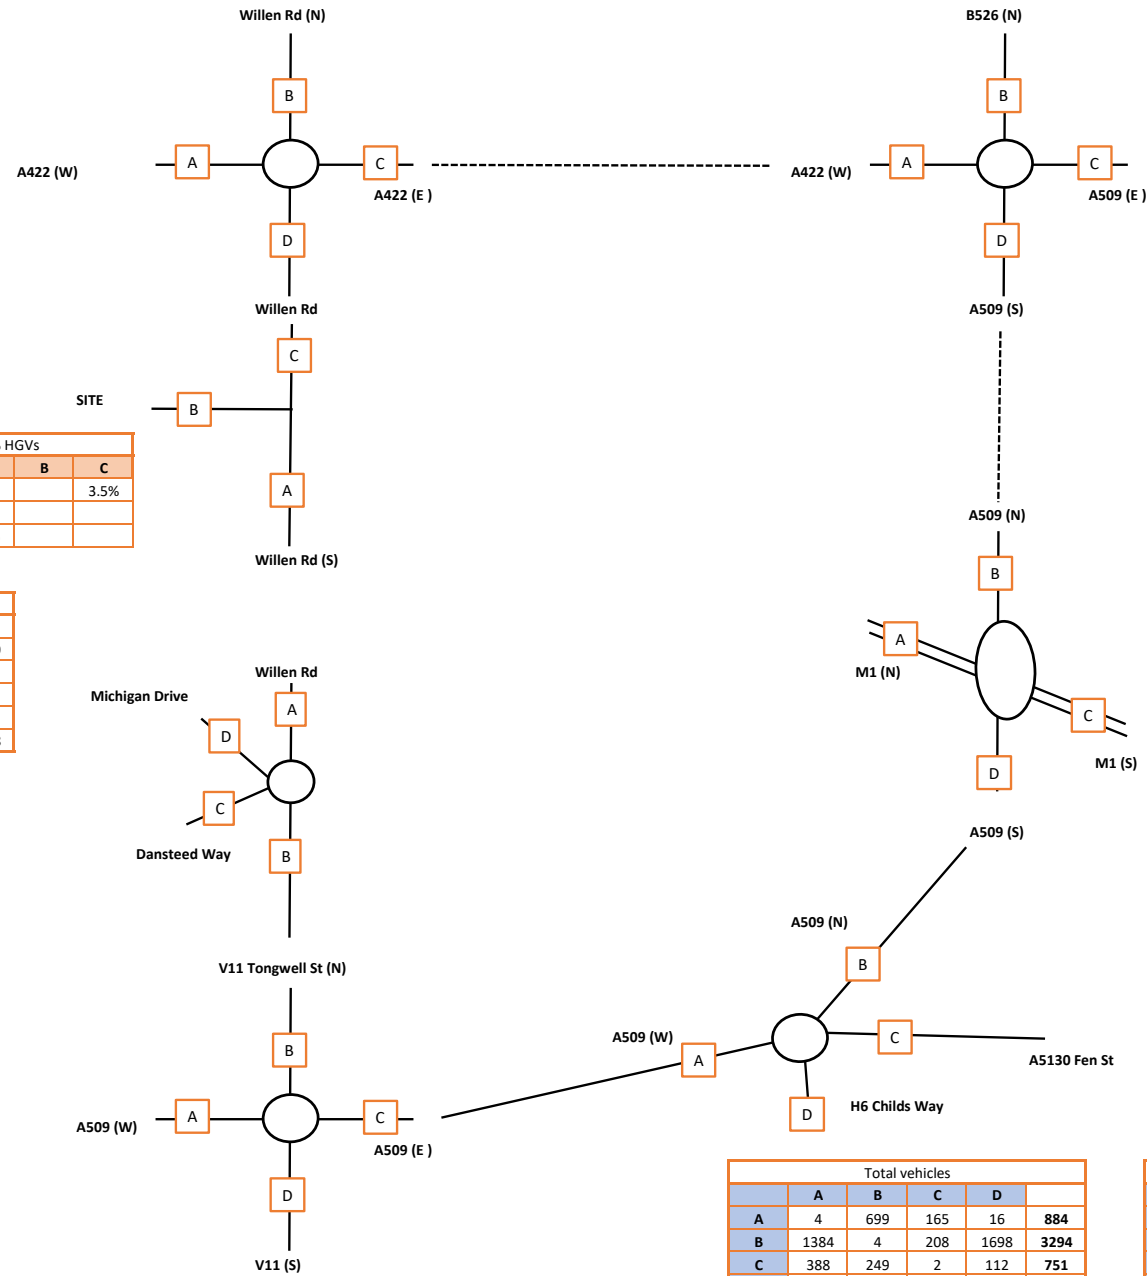 Willen Rd (N)
B526 (N)
B
B
A
C
A
C
A422 (W)
A422 (W)
A422 (E )
A509 (E )
D
D
Willen Rd
A509 (S)
C
SITE
B
HGVs
B C
3.5%
A
A509 (N)
Willen Rd (S)
B
A
Willen Rd
M1 (N)
Michigan Drive
A
C
D
M1 (S)
D
C
A509 (S)
Dansteed Way
B
A509 (N)
B
V11 Tongwell St (N)
A509 (W)
C
B
A
A5130 Fen St
A
C
D
H6 Childs Way
A509 (W)
A509 (E )
D
V11 (S)
Total vehicles
A B C D
A 4 699 165 16 884
B 1384 4 208 1698 3294
C 388 249 2 112 751